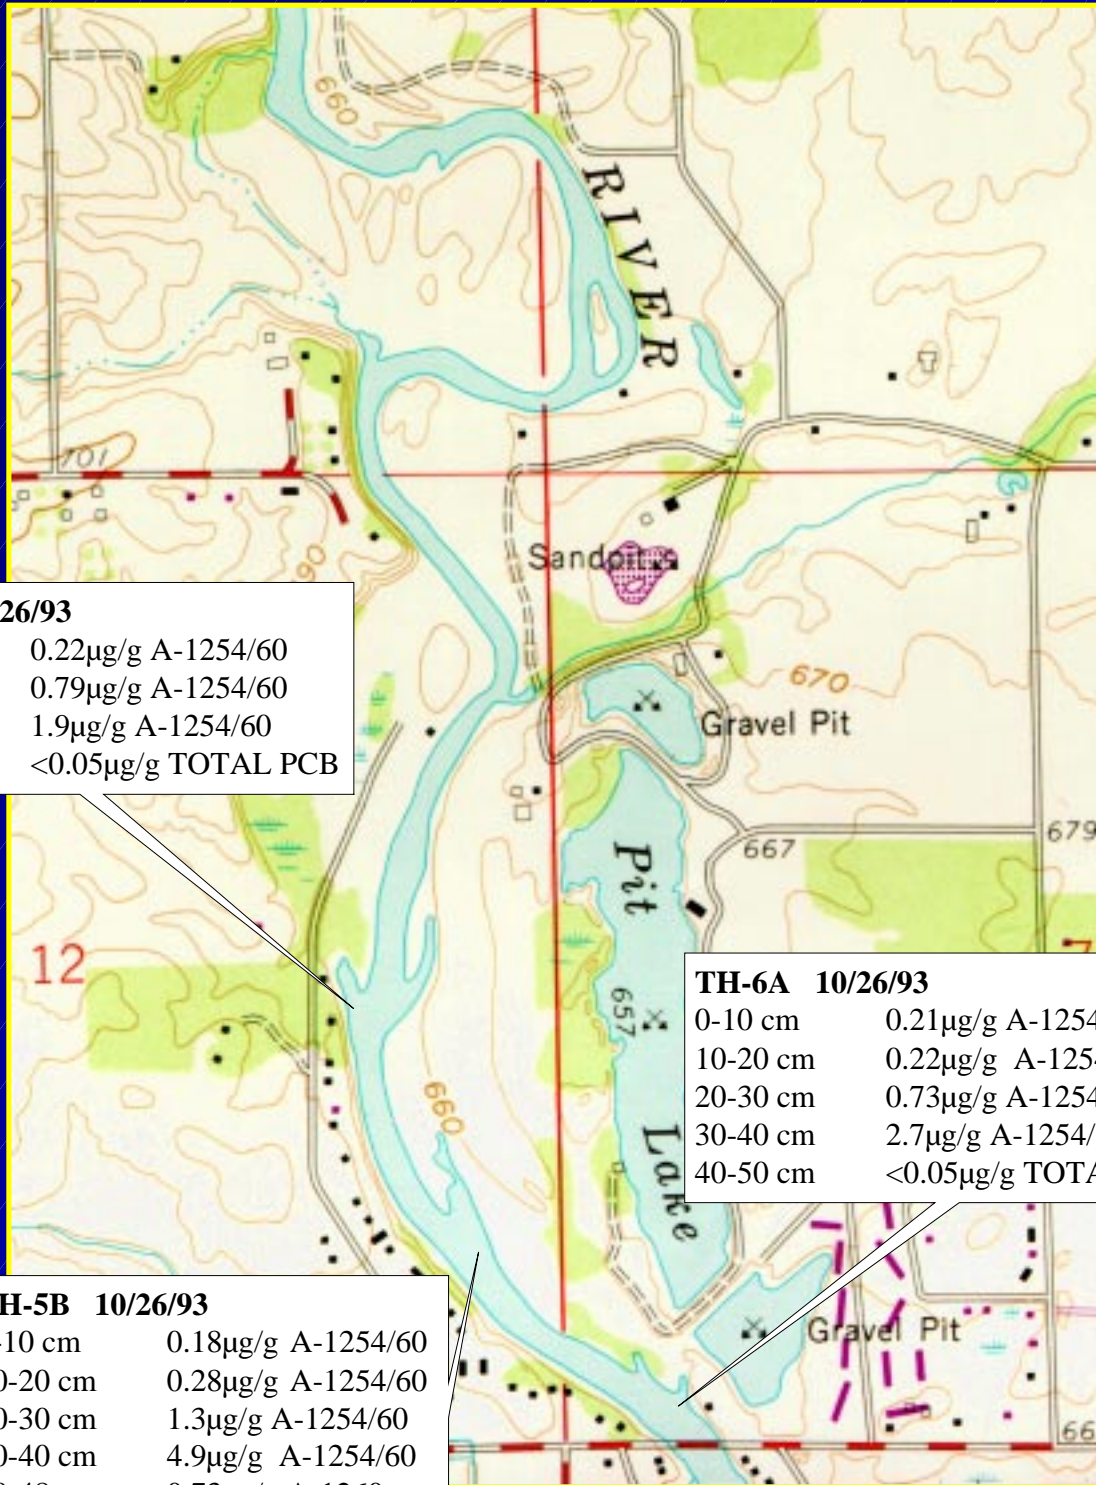 660
RIVER
701
Sandpits
90
26/93
0.22µg/g A-1254/60
0.79µg/g A-1254/60
1.9µg/g A-1254/60
<0.05µg/g TOTAL PCB
670
Gravel Pit
667
679
Pit
12
7
657
TH-6A 10/26/93
0-10 cm 0.21µg/g A-1254
10-20 cm 0.22µg/g A-125
20-30 cm 0.73µg/g A-1254
30-40 cm 2.7µg/g A-1254/
40-50 cm <0.05µg/g TOTA
660
Lake
H-5B 10/26/93
-10 cm 0.18µg/g A-1254/60
0-20 cm 0.28µg/g A-1254/60
0-30 cm 1.3µg/g A-1254/60
0-40 cm 4.9µg/g A-1254/60
Gravel Pit
66